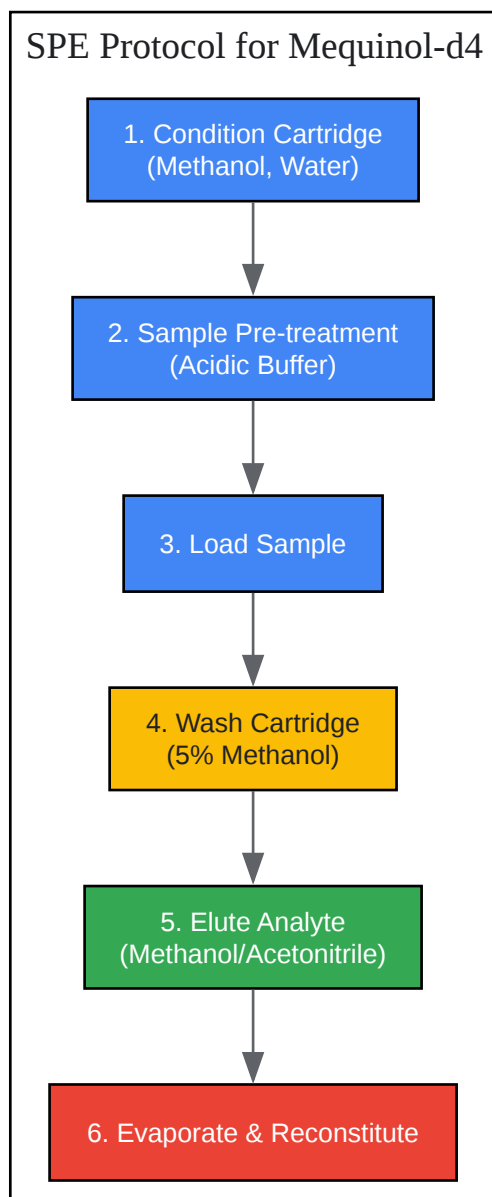 SPE Protocol for Mequinol-d4
1. Condition Cartridge
(Methanol, Water)
2. Sample Pre-treatment
(Acidic Buffer)
3. Load Sample
4. Wash Cartridge
(5% Methanol)
5. Elute Analyte
(Methanol/Acetonitrile)
6. Evaporate & Reconstitute